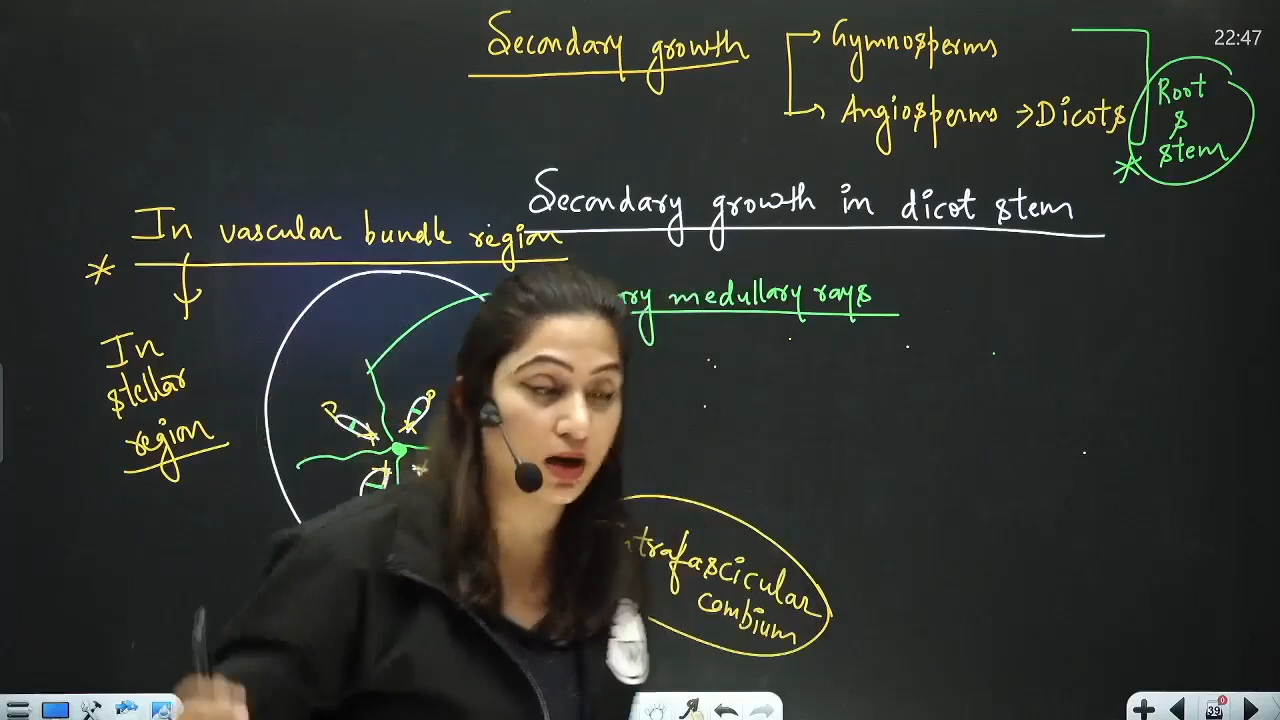 22:47
Secondary growth
Gymnosperms
Angiosperms → Dicots
Root
&
stem
Secondary growth in dicot stem
In vascular bundle region
medullary rays
In
stellar
region
P P
combium
39